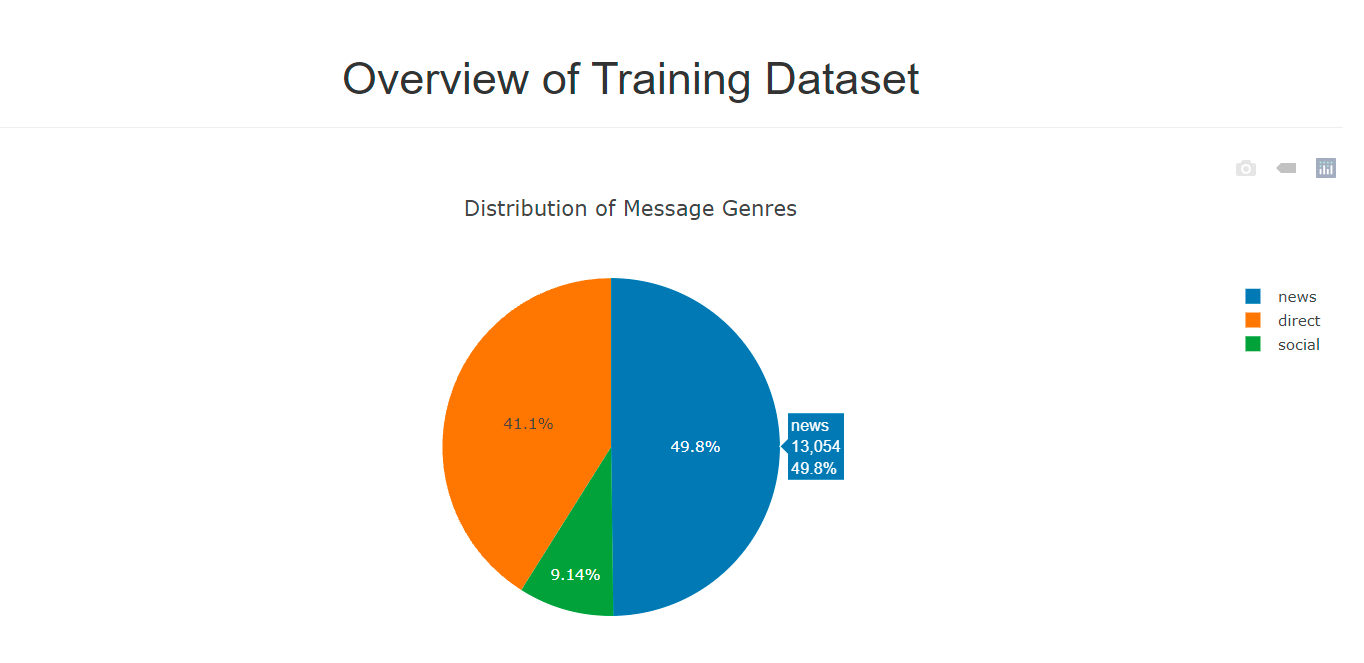 Overview of Training Dataset
Distribution of Message Genres
news
direct
social
41.1%
49.8%
news
13,054
49.8%
9.14%